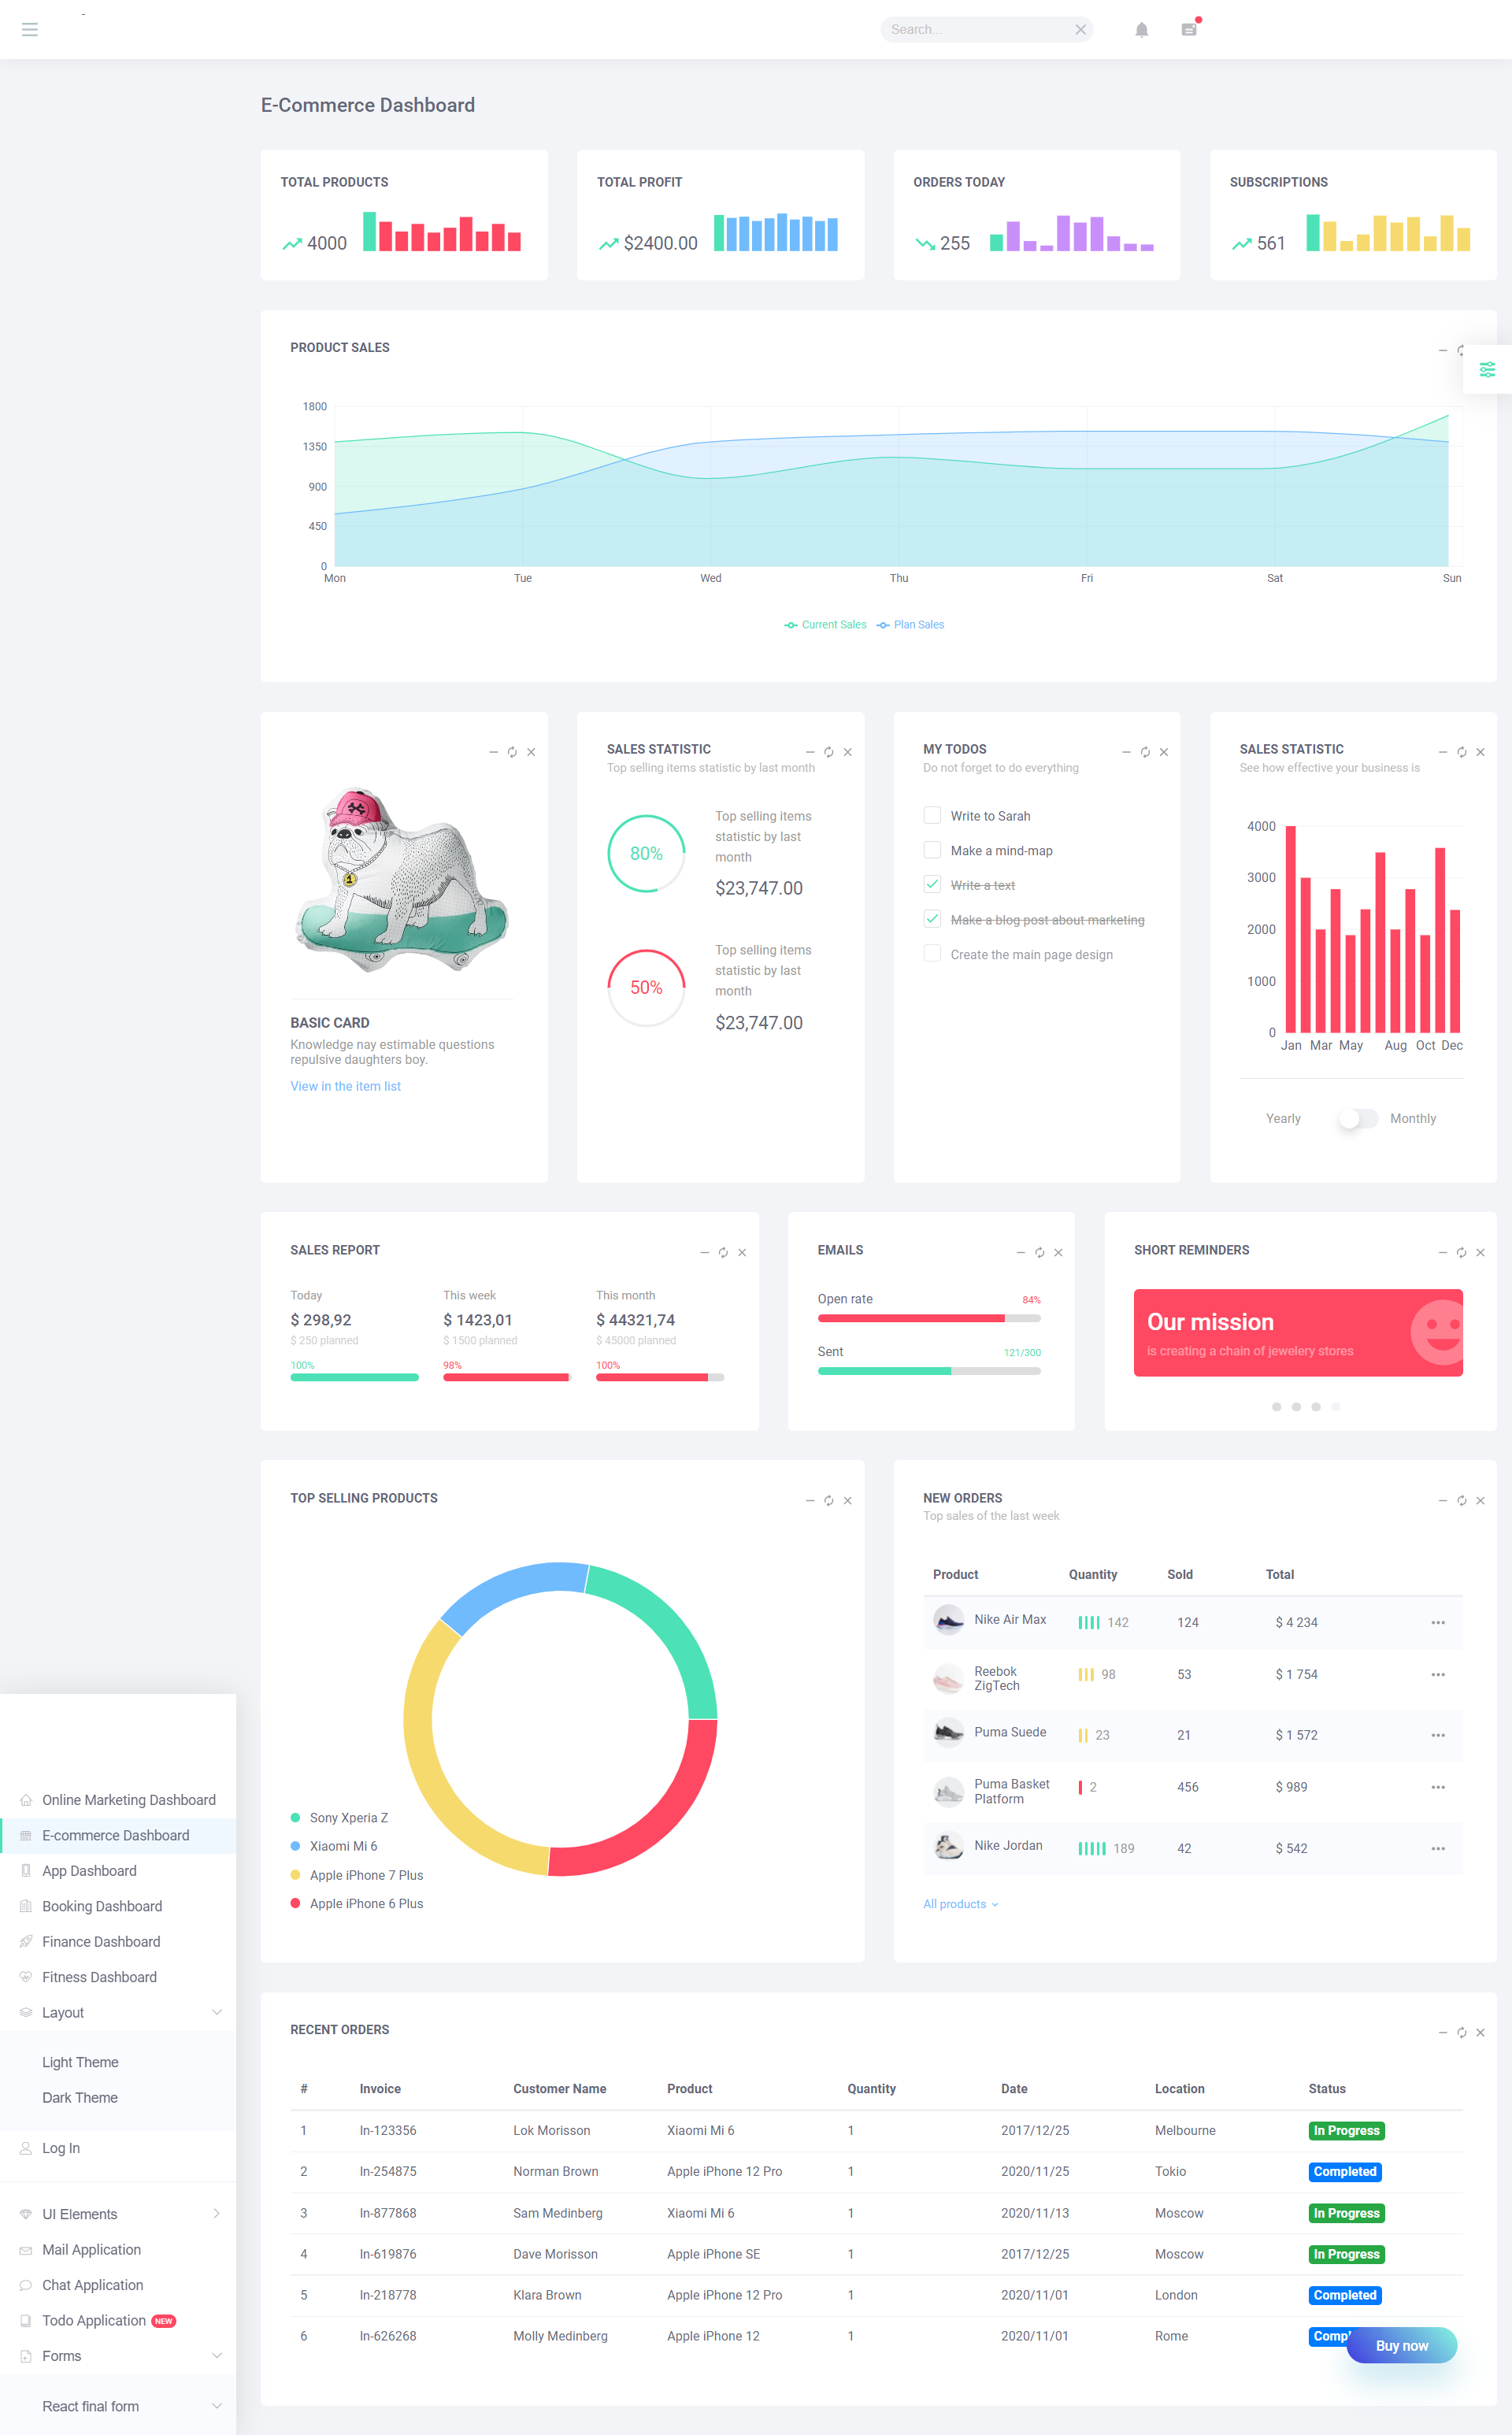 Search...
E-Commerce Dashboard
TOTAL PRODUCTS
4000
TOTAL PROFIT
$2400.00
ORDERS TODAY
255
SUBSCRIPTIONS
561
PRODUCT SALES
1800
1350
900
450
0
Mon Tue Wed Thu Fri Sat Sun
Current Sales Plan Sales
BASIC CARD
Knowledge nay estimable questions
repulsive daughters boy.
View in the item list
SALES STATISTIC
Top selling items statistic by last month
80%
Top selling items
statistic by last
month
$23,747.00
50%
Top selling items
statistic by last
month
$23,747.00
MY TODOS
Do not forget to do everything
Write to Sarah
Make a mind-map
Write a text
Make a blog post about marketing
Create the main page design
SALES STATISTIC
See how effective your business is
4000
3000
2000
1000
0
Jan Mar May Aug Oct Dec
Yearly Monthly
SALES REPORT
Today
$ 298,92
$ 250 planned
100%
This week
$ 1423,01
$ 1500 planned
98%
This month
$ 44321,74
$ 45000 planned
100%
EMAILS
Open rate 84%
Sent 121/300
SHORT REMINDERS
Our mission
is creating a chain of jewelery stores
TOP SELLING PRODUCTS
Sony Xperia Z
Xiaomi Mi 6
Apple iPhone 7 Plus
Apple iPhone 6 Plus
NEW ORDERS
Top sales of the last week
Product Quantity Sold Total
Nike Air Max 142 124 $ 4 234
Reebok
ZigTech 98 53 $ 1 754
Puma Suede 23 21 $ 1 572
Puma Basket
Platform 2 456 $ 989
Nike Jordan 189 42 $ 542
All products
Online Marketing Dashboard
E-commerce Dashboard
App Dashboard
Booking Dashboard
Finance Dashboard
Fitness Dashboard
Layout
Light Theme
Dark Theme
Log In
UI Elements
Mail Application
Chat Application
Todo Application NEW
Forms
React final form
RECENT ORDERS
# Invoice Customer Name Product Quantity Date Location Status
1 In-123356 Lok Morisson Xiaomi Mi 6 1 2017/12/25 Melbourne In Progress
2 In-254875 Norman Brown Apple iPhone 12 Pro 1 2020/11/25 Tokio Completed
3 In-877868 Sam Medinberg Xiaomi Mi 6 1 2020/11/13 Moscow In Progress
4 In-619876 Dave Morisson Apple iPhone SE 1 2017/12/25 Moscow In Progress
5 In-218778 Klara Brown Apple iPhone 12 Pro 1 2020/11/01 London Completed
6 In-626268 Molly Medinberg Apple iPhone 12 1 2020/11/01 Rome
Buy now